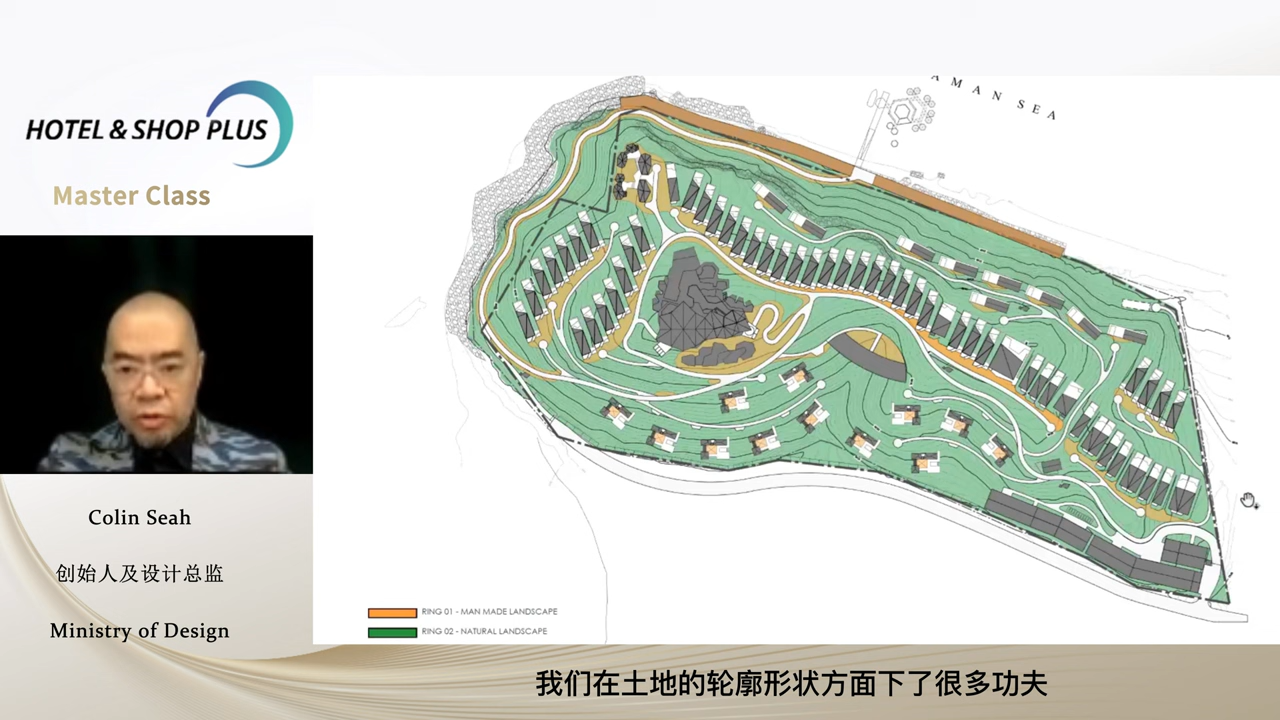 HOTEL & SHOP PLUS
Master Class
AMAN SEA
Colin Seah
创始人及设计总监
Ministry of Design
RING 01 - MAN MADE LANDSCAPE
RING 02 - NATURAL LANDSCAPE
我们在土地的轮廓形状方面下了很多功夫